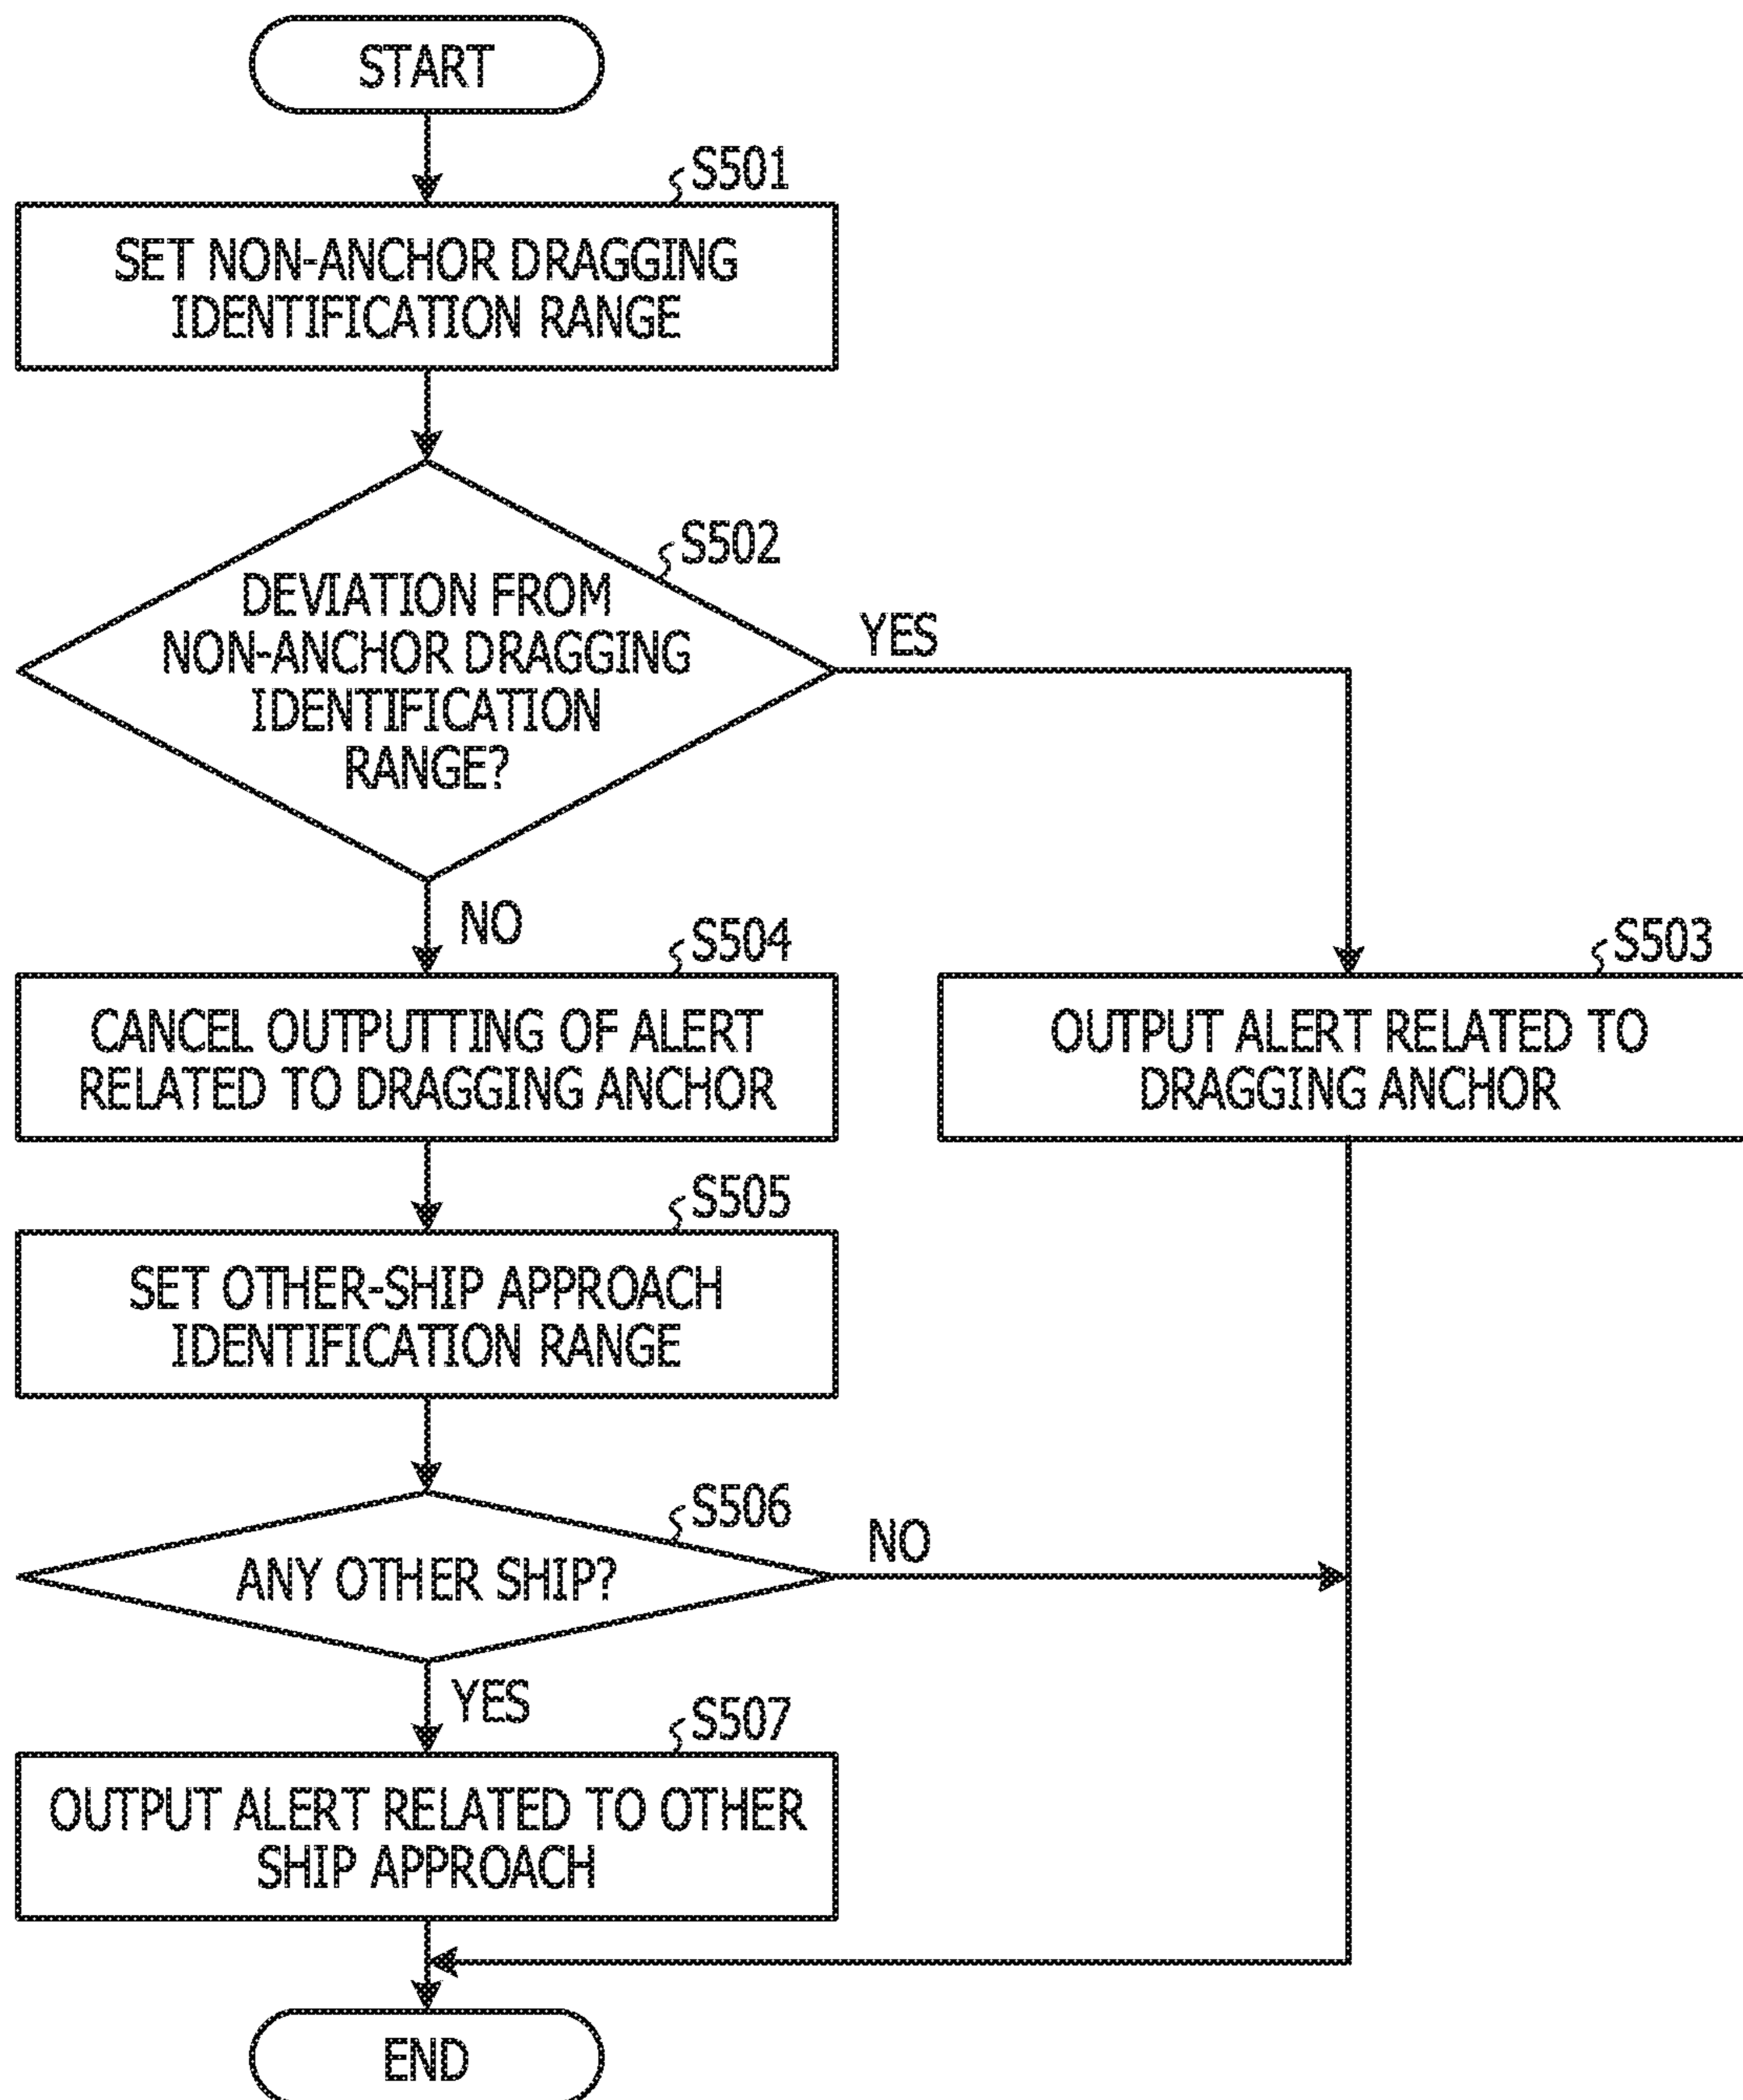 START
S501
SET NON-ANCHOR DRAGGING
IDENTIFICATION RANGE
S502
DEVIATION FROM
NON-ANCHOR DRAGGING
IDENTIFICATION
RANGE?
YES
NO
S504
CANCEL OUTPUTTING OF ALERT
RELATED TO DRAGGING ANCHOR
S503
OUTPUT ALERT RELATED TO
DRAGGING ANCHOR
S505
SET OTHER-SHIP APPROACH
IDENTIFICATION RANGE
S506
ANY OTHER SHIP?
NO
YES
S507
OUTPUT ALERT RELATED TO OTHER
SHIP APPROACH
END